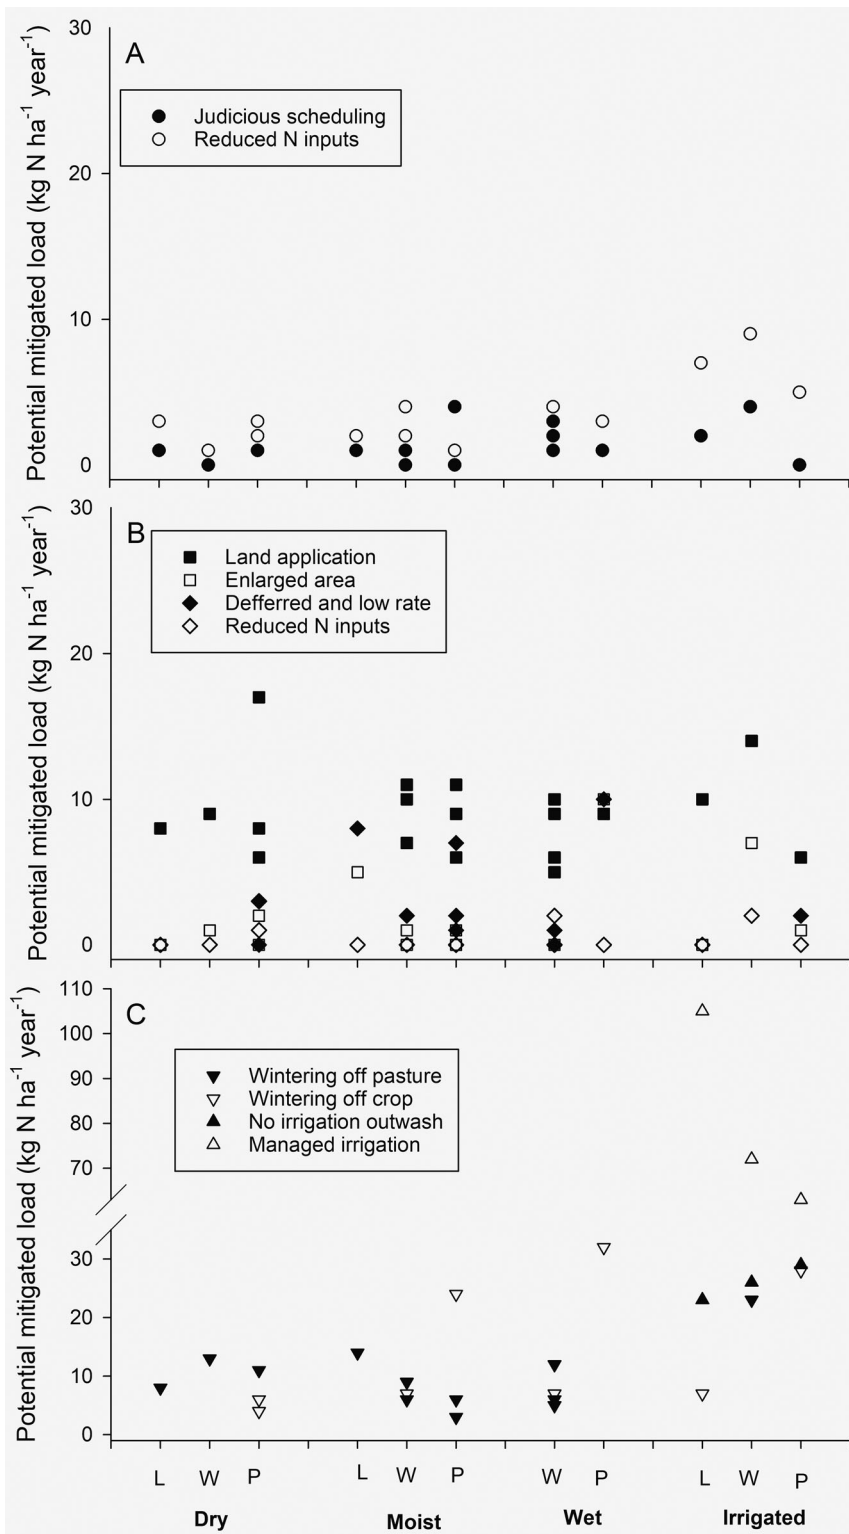 A
Potential mitigated load (kg N ha⁻¹ year⁻¹)
30
20
10
0
Judicious scheduling
Reduced N inputs
B
Potential mitigated load (kg N ha⁻¹ year⁻¹)
30
20
10
0
Land application
Enlarged area
Defferred and low rate
Reduced N inputs
C
Potential mitigated load (kg N ha⁻¹ year⁻¹)
110
100
90
80
70
30
20
10
0
Wintering off pasture
Wintering off crop
No irrigation outwash
Managed irrigation
L W P L W P W P L W P
Dry Moist Wet Irrigated